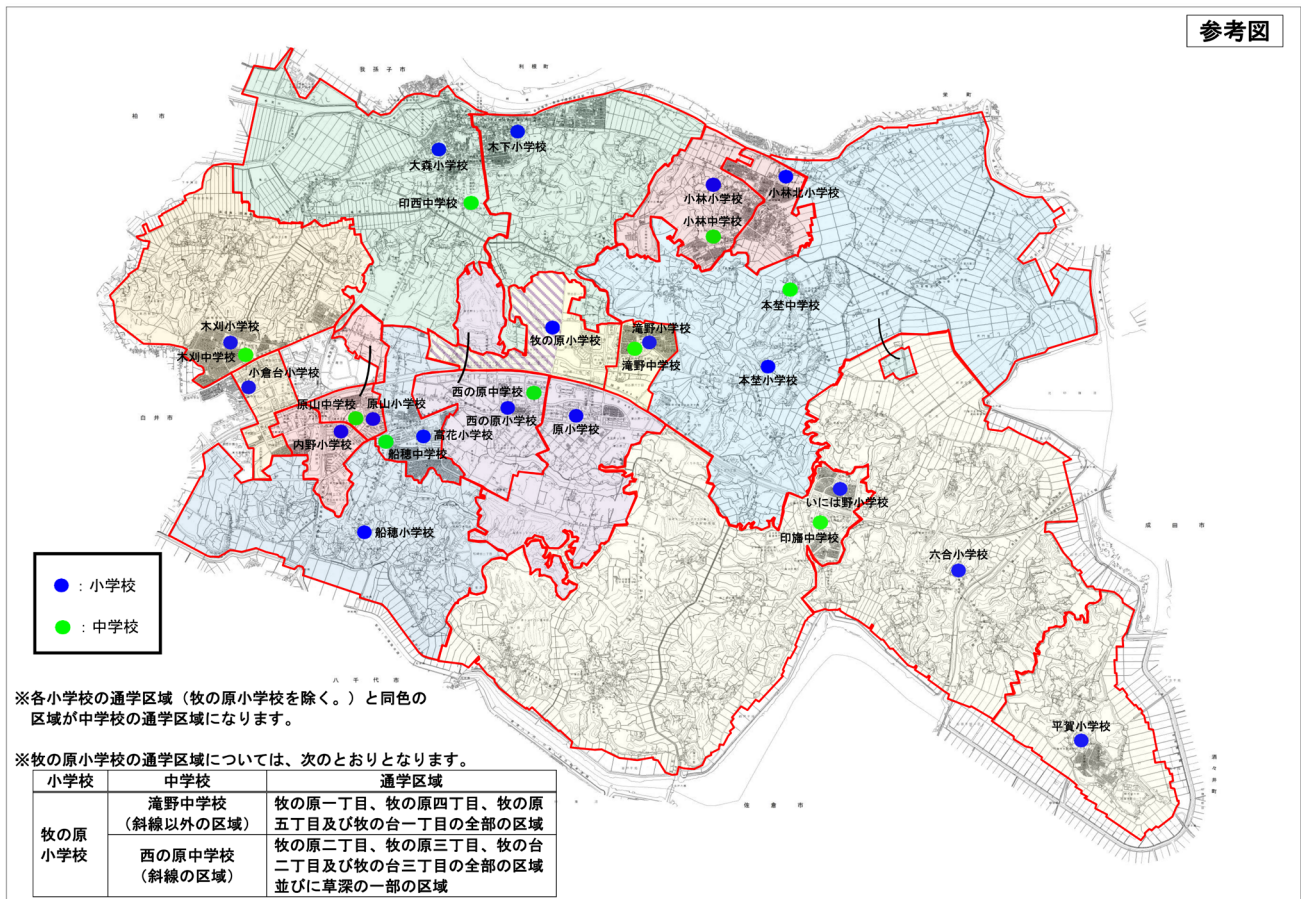 参考図
我孫子市
利根町
栄町
柏市
木下小学校
大森小学校
小林北小学校
小林小学校
印西中学校
小林中学校
本埜中学校
木刈小学校
牧の原小学校
滝野小学校
木刈中学校
滝野中学校
小倉台小学校
本埜小学校
西の原中学校
白井市
原山中学校
原山小学校
西の原小学校
原小学校
内野小学校
高花小学校
船穂中学校
いには野小学校
船穂小学校
印旛中学校
成田市
六合小学校
：小学校
：中学校
八千代市
※各小学校の通学区域（牧の原小学校を除く。）と同色の
区域が中学校の通学区域になります。
平賀小学校
※牧の原小学校の通学区域については、次のとおりとなります。
酒々井町
佐倉市
小学校 中学校 通学区域
牧の原
小学校
滝野中学校
（斜線以外の区域）
牧の原一丁目、牧の原四丁目、牧の原
五丁目及び牧の台一丁目の全部の区域
西の原中学校
（斜線の区域）
牧の原二丁目、牧の原三丁目、牧の台
二丁目及び牧の台三丁目の全部の区域
並びに草深の一部の区域